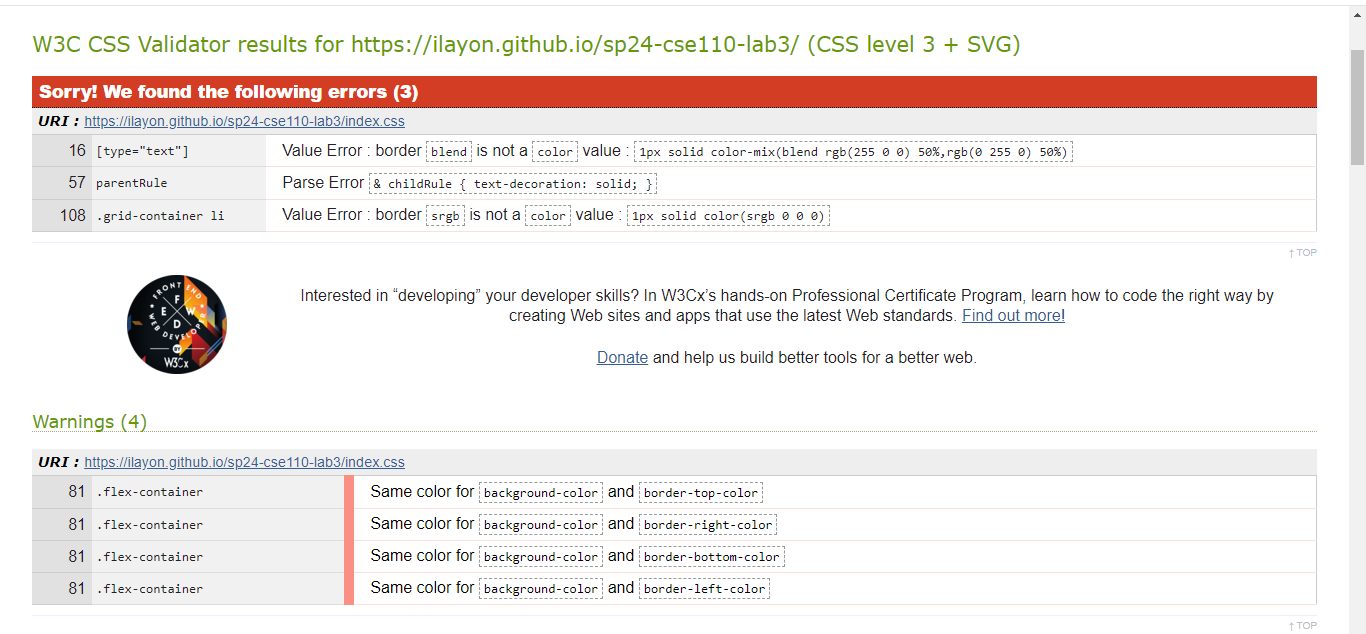 W3C CSS Validator results for https://ilayon.github.io/sp24-cse110-lab3/ (CSS level 3 + SVG)
Sorry! We found the following errors (3)
URI : https://ilayon.github.io/sp24-cse110-lab3/index.css
16 [type="text"] Value Error : border blend is not a color value : 1px solid color-mix(blend rgb(255 0 0) 50%,rgb(0 255 0) 50%)
57 parentRule Parse Error & childRule { text-decoration: solid; }
108 .grid-container li Value Error : border srgb is not a color value : 1px solid color(srgb 0 0 0)
↑ TOP
FRONT END
F E W D
WEB DEVELOPER
BY
W3Cx
Interested in “developing” your developer skills? In W3Cx’s hands-on Professional Certificate Program, learn how to code the right way by
creating Web sites and apps that use the latest Web standards. Find out more!
Donate and help us build better tools for a better web.
Warnings (4)
URI : https://ilayon.github.io/sp24-cse110-lab3/index.css
81 .flex-container Same color for background-color and border-top-color
81 .flex-container Same color for background-color and border-right-color
81 .flex-container Same color for background-color and border-bottom-color
81 .flex-container Same color for background-color and border-left-color
↑ TOP